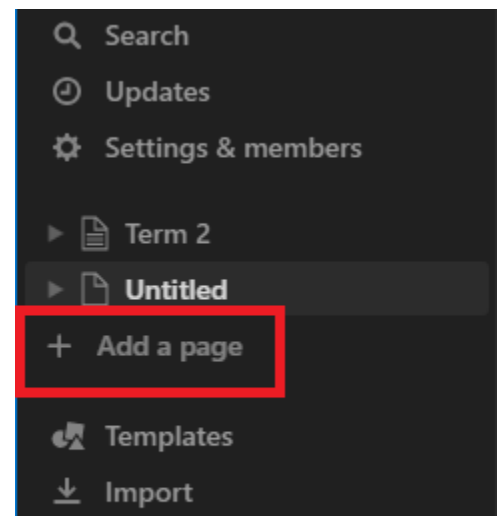 Search
Updates
Settings & members
Term 2
Untitled
+ Add a page
Templates
Import